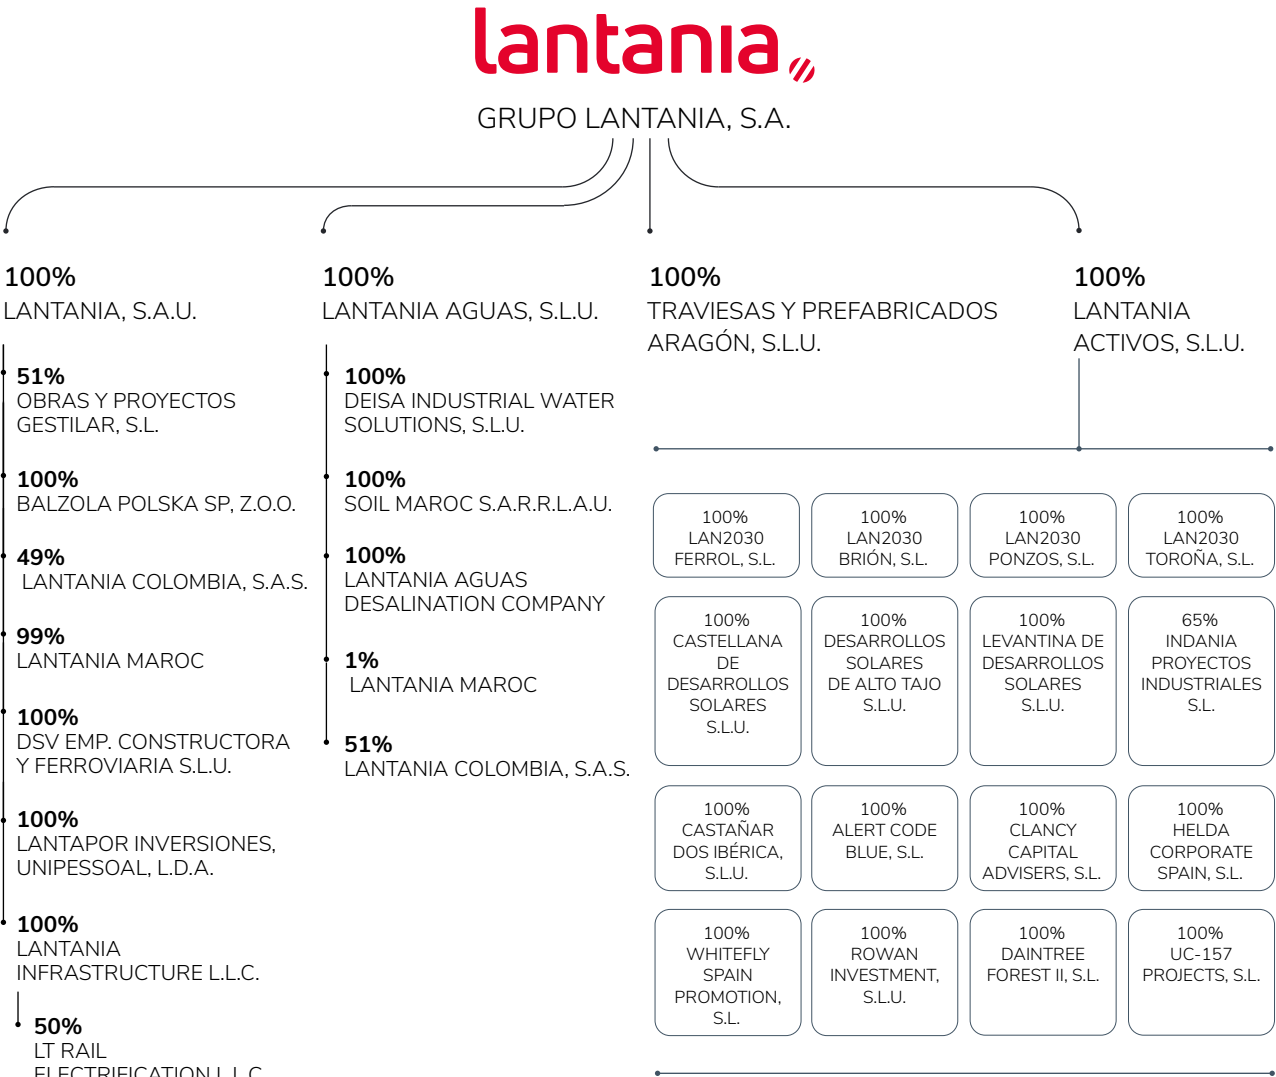 lantania
GRUPO LANTANIA, S.A.
100%
LANTANIA, S.A.U.
51%
OBRAS Y PROYECTOS
GESTILAR, S.L.
100%
BALZOLA POLSKA SP, Z.O.O.
49%
LANTANIA COLOMBIA, S.A.S.
99%
LANTANIA MAROC
100%
DSV EMP. CONSTRUCTORA
Y FERROVIARIA S.L.U.
100%
LANTAPOR INVERSIONES,
UNIPESSOAL, L.D.A.
100%
LANTANIA
INFRASTRUCTURE L.L.C.
50%
LT RAIL
ELECTRIFICATION L.L.C.
100%
LANTANIA AGUAS, S.L.U.
100%
DEISA INDUSTRIAL WATER
SOLUTIONS, S.L.U.
100%
SOIL MAROC S.A.R.R.L.A.U.
100%
LANTANIA AGUAS
DESALINATION COMPANY
1%
LANTANIA MAROC
51%
LANTANIA COLOMBIA, S.A.S.
100%
TRAVIESAS Y PREFABRICADOS
ARAGÓN, S.L.U.
100%
LANTANIA
ACTIVOS, S.L.U.
100%
LAN2030
FERROL, S.L.
100%
LAN2030
BRIÓN, S.L.
100%
LAN2030
PONZOS, S.L.
100%
LAN2030
TOROÑA, S.L.
100%
CASTELLANA
DE
DESARROLLOS
SOLARES
S.L.U.
100%
DESARROLLOS
SOLARES
DE ALTO TAJO
S.L.U.
100%
LEVANTINA DE
DESARROLLOS
SOLARES
S.L.U.
65%
INDANIA
PROYECTOS
INDUSTRIALES
S.L.
100%
CASTAÑAR
DOS IBÉRICA,
S.L.U.
100%
ALERT CODE
BLUE, S.L.
100%
CLANCY
CAPITAL
ADVISERS, S.L.
100%
HELDA
CORPORATE
SPAIN, S.L.
100%
WHITEFLY
SPAIN
PROMOTION,
S.L.
100%
ROWAN
INVESTMENT,
S.L.U.
100%
DAINTREE
FOREST II, S.L.
100%
UC-157
PROJECTS, S.L.